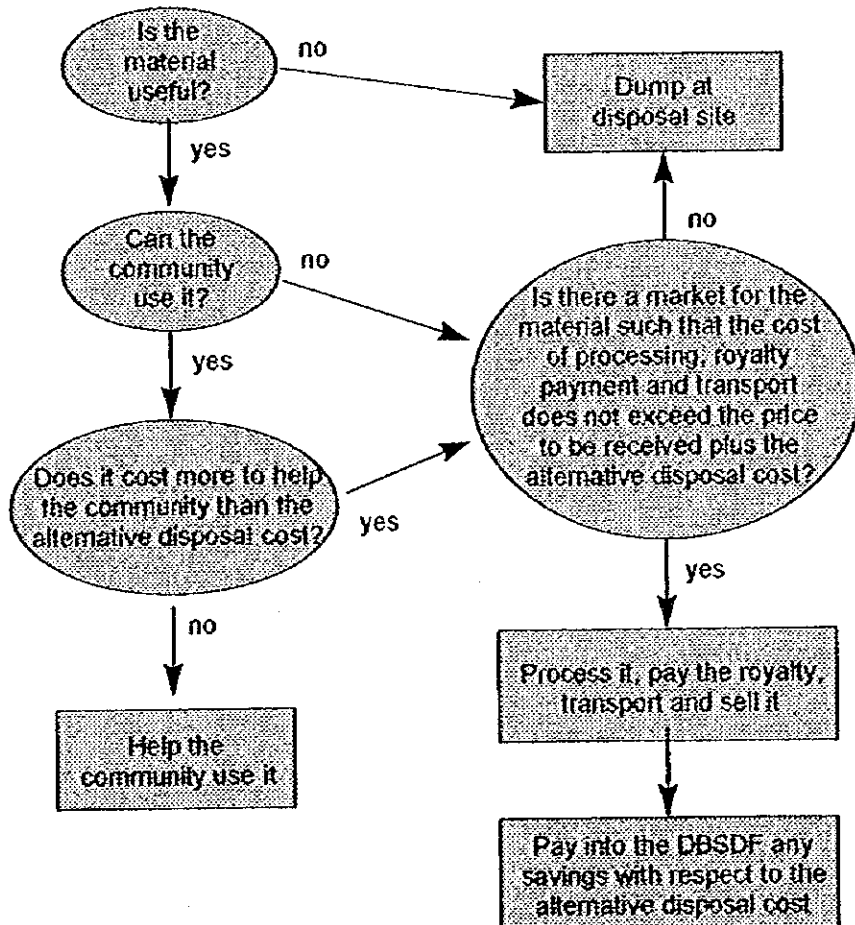 Is the
material
useful?
no
Dump at
disposal site
yes
no
Can the
community
use it?
no
Is there a market for the
material such that the cost
of processing, royalty
payment and transport
does not exceed the price
to be received plus the
alternative disposal cost?
yes
Does it cost more to help
the community than the
alternative disposal cost?
yes
yes
no
Process it, pay the royalty,
transport and sell it
Help the
community use it
Pay into the DBSDF any
savings with respect to the
alternative disposal cost